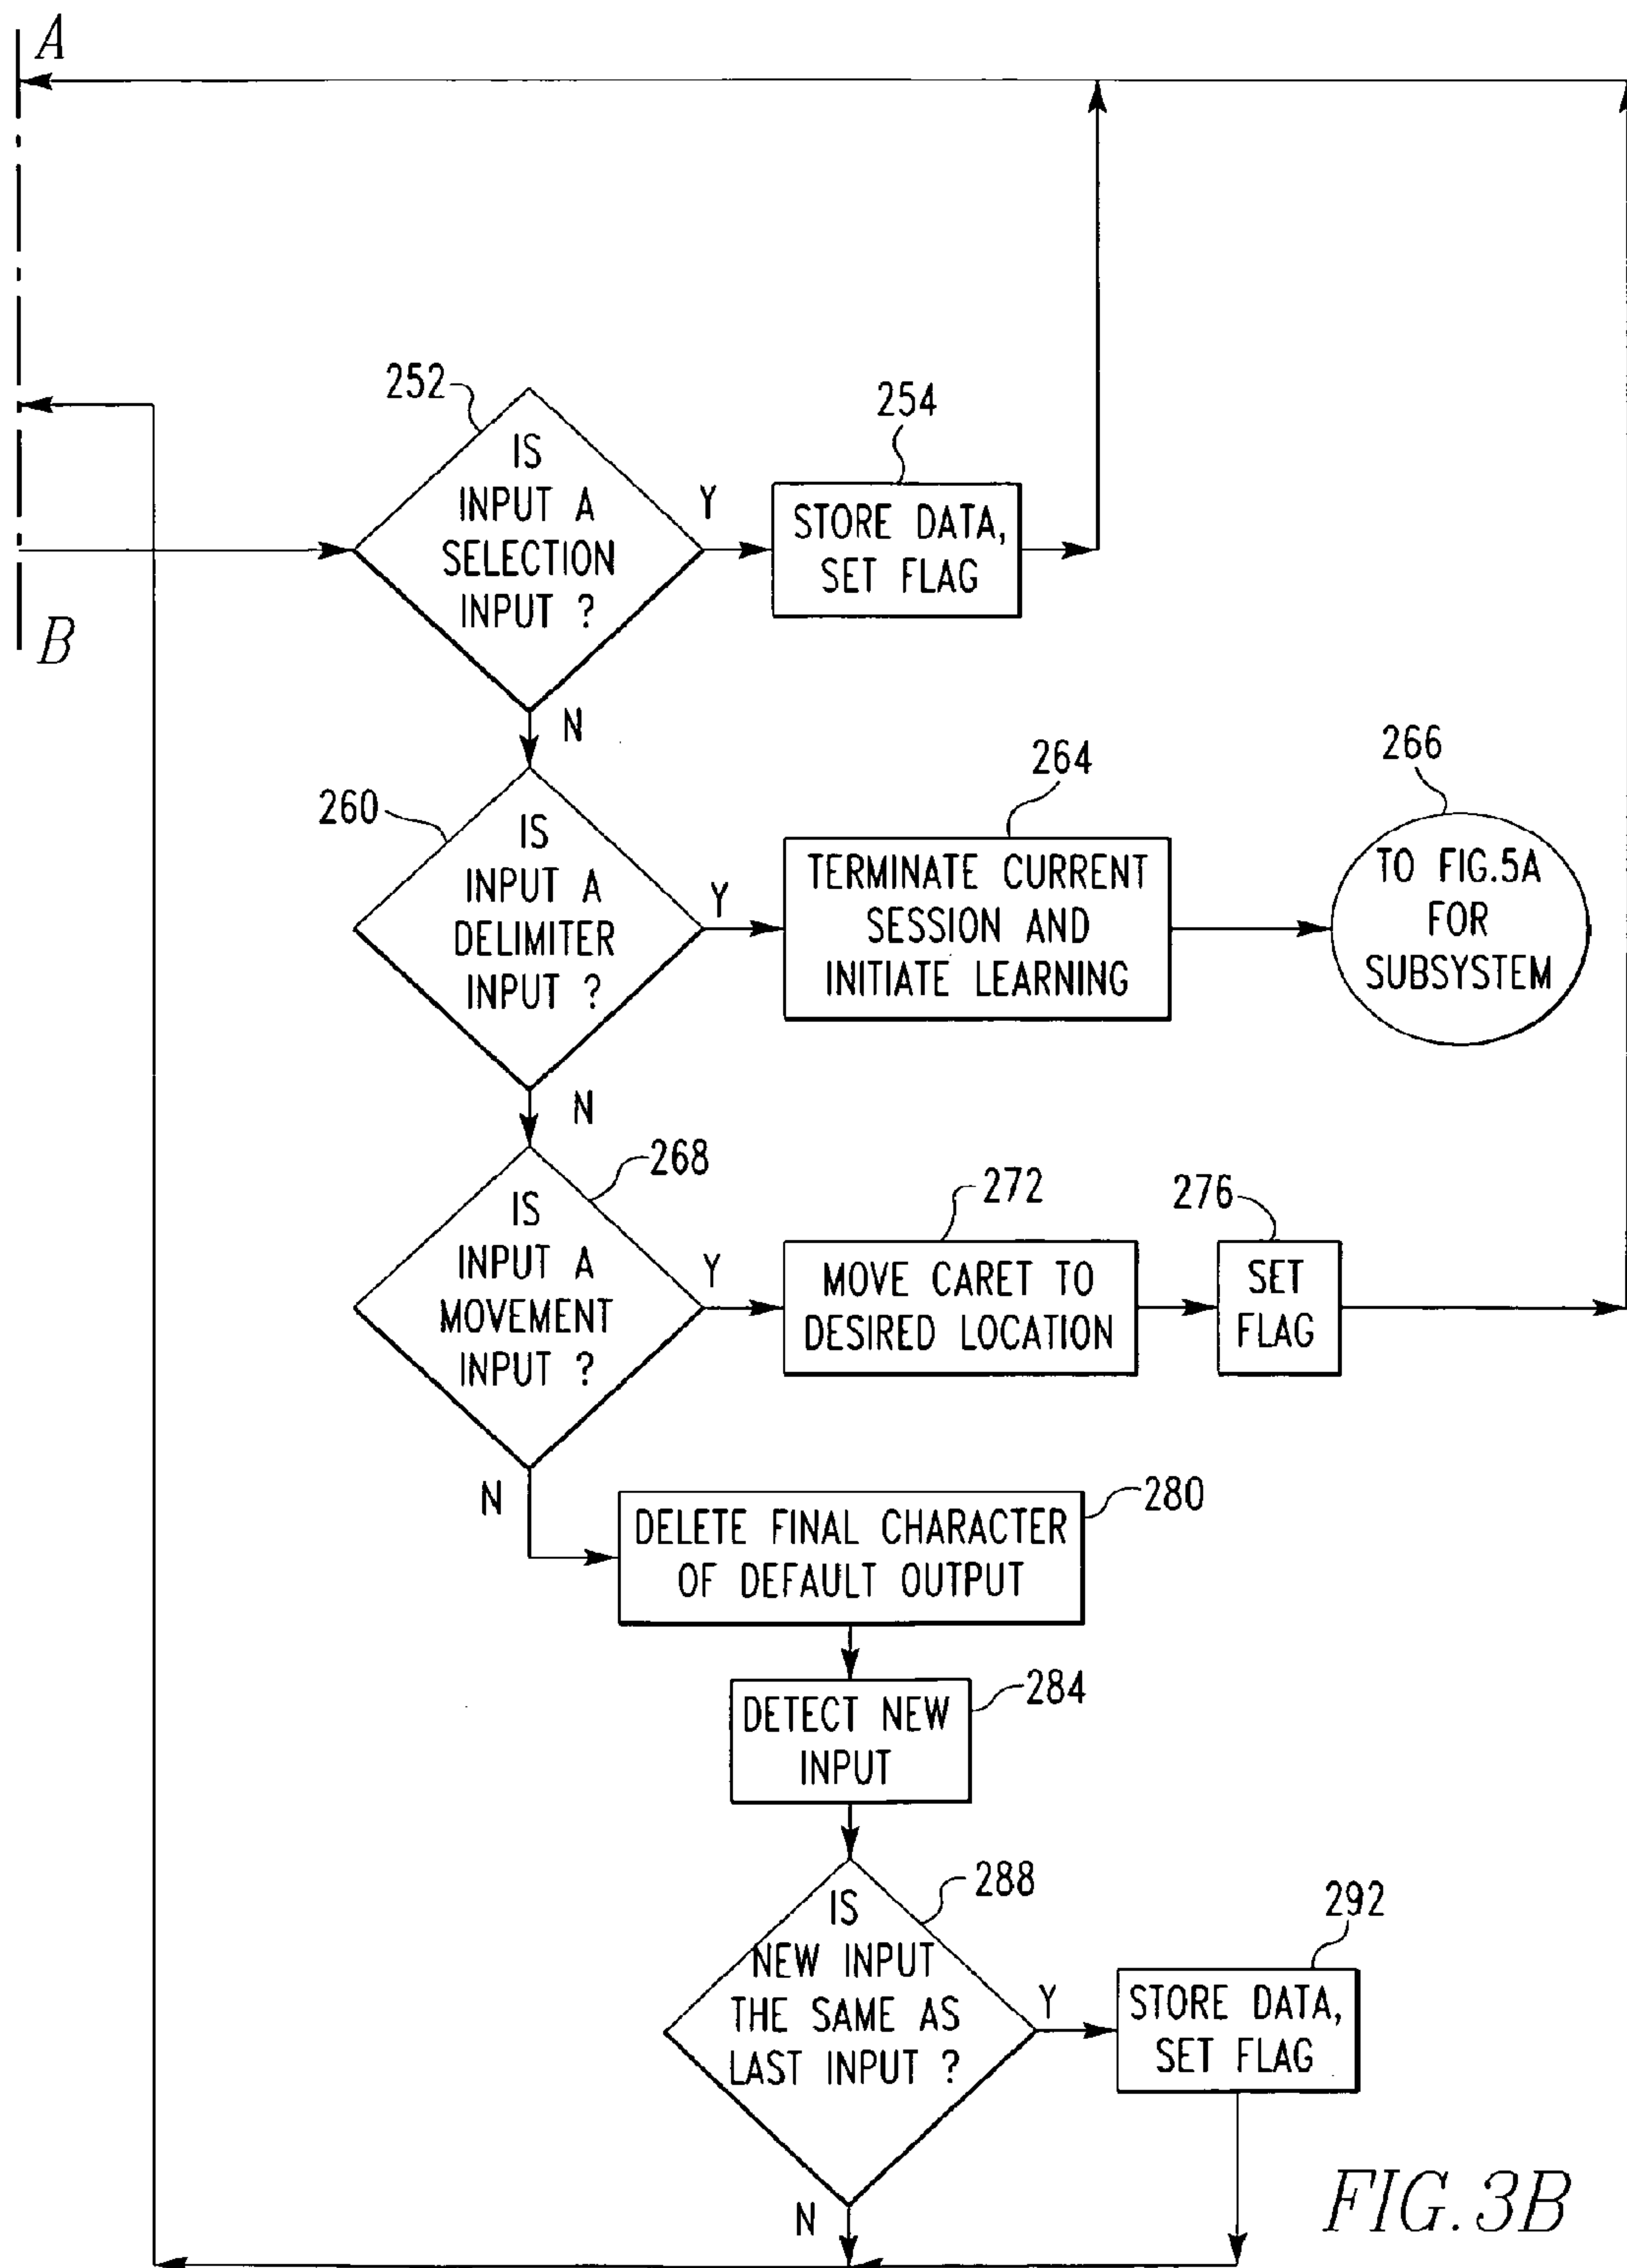 A
252
254
IS
INPUT A
SELECTION
INPUT ?
Y
STORE DATA,
SET FLAG
B
N
260
264
266
IS
INPUT A
DELIMITER
INPUT ?
Y
TERMINATE CURRENT
SESSION AND
INITIATE LEARNING
TO FIG.5A
FOR
SUBSYSTEM
N
268
272
276
IS
INPUT A
MOVEMENT
INPUT ?
Y
MOVE CARET TO
DESIRED LOCATION
SET
FLAG
N
280
DELETE FINAL CHARACTER
OF DEFAULT OUTPUT
284
DETECT NEW
INPUT
288
292
IS
NEW INPUT
THE SAME AS
LAST INPUT ?
Y
STORE DATA,
SET FLAG
N
FIG. 3B